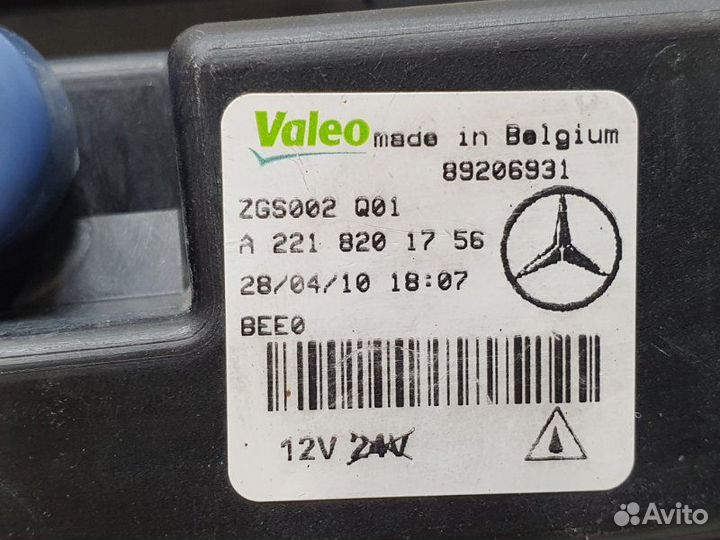 Valeo made in Belgium
89206931
ZGS002 Q01
A 221 820 17 56
28/04/10 18:07
BEE0
12V 24V
Avito